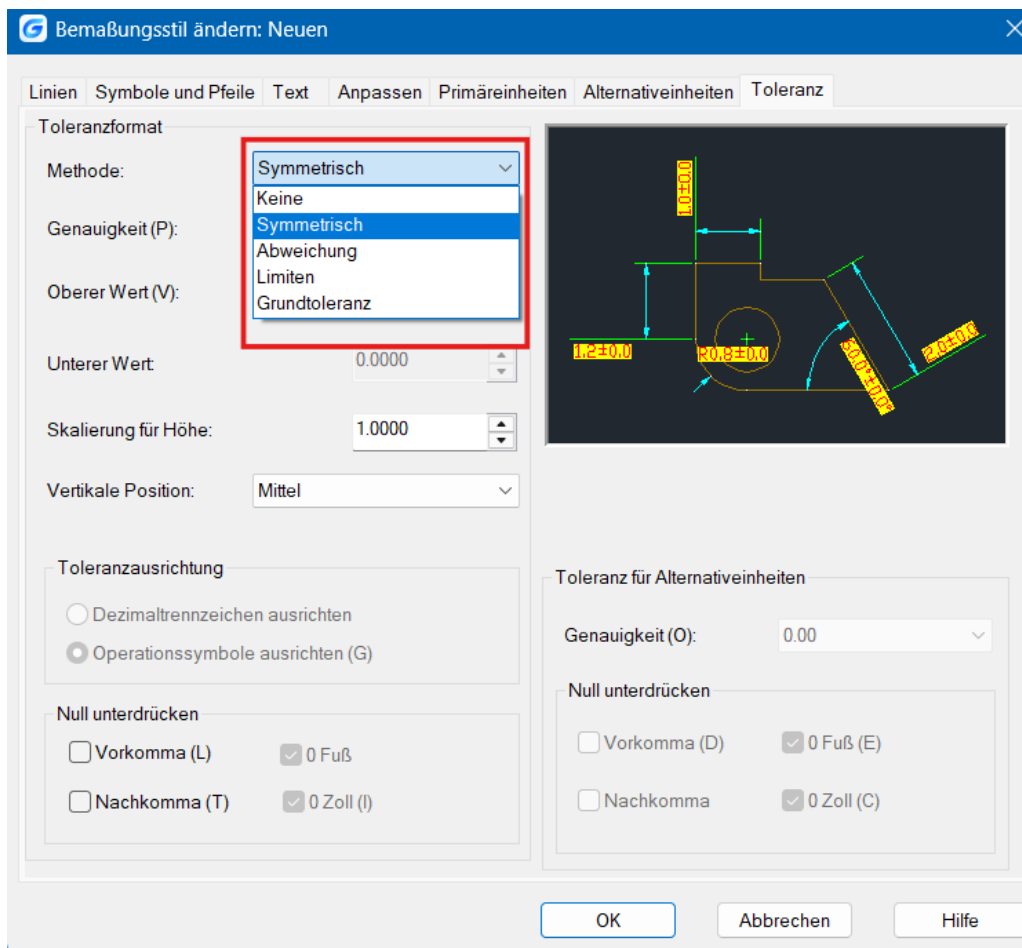 Bemaßungsstil ändern: Neuen
Linien Symbole und Pfeile Text Anpassen Primäreinheiten Alternativeinheiten Toleranz
Toleranzformat
Methode: Symmetrisch
Keine
Symmetrisch
Abweichung
Limiten
Grundtoleranz
Genauigkeit (P):
Oberer Wert (V):
Unterer Wert: 0.0000
Skalierung für Höhe: 1.0000
Vertikale Position: Mittel
1.0±0.0
1.2±0.0
R0.8±0.0
60.0°±0.0°
2.0±0.0
Toleranzausrichtung
Dezimaltrennzeichen ausrichten
Operationssymbole ausrichten (G)
Null unterdrücken
Vorkomma (L) 0 Fuß
Nachkomma (T) 0 Zoll (I)
Toleranz für Alternativeinheiten
Genauigkeit (O): 0.00
Null unterdrücken
Vorkomma (D) 0 Fuß (E)
Nachkomma 0 Zoll (C)
OK Abbrechen Hilfe